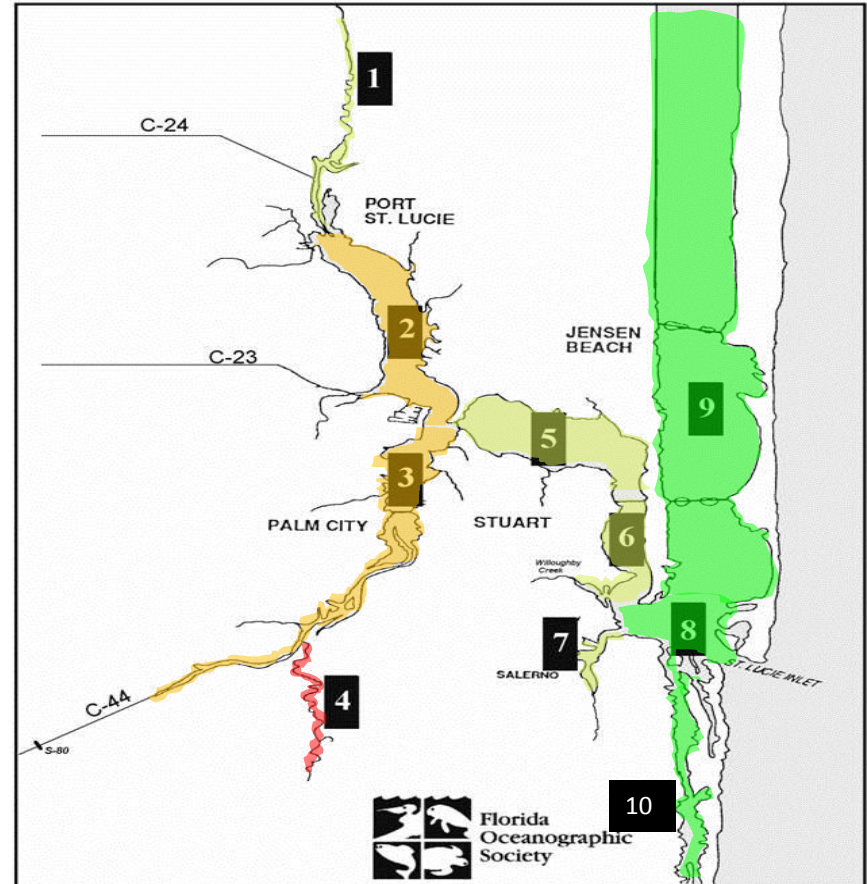 1
C-24
PORT
ST. LUCIE
2
JENSEN
BEACH
C-23
9
5
3
PALM CITY
STUART
6
Willoughby
Creek
7
8
SALERNO
ST. LUCIE INLET
4
C-44
S-80
10
Florida
Oceanographic
Society